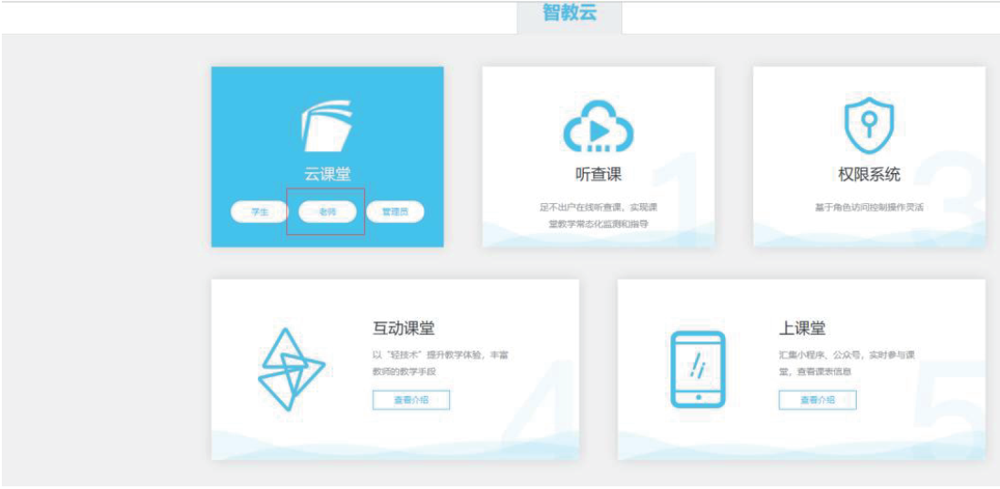 智教云
云课堂
学生
老师
管理员
听查课
足不出户在线听查课，实现课
堂教学常态化监测和指导
1
权限系统
基于角色访问控制操作灵活
3
互动课堂
以“轻技术”提升教学体验，丰富
教师的教学手段
查看介绍
4
上课堂
汇集小程序、公众号，实时参与课
堂，查看课表信息
查看介绍
5